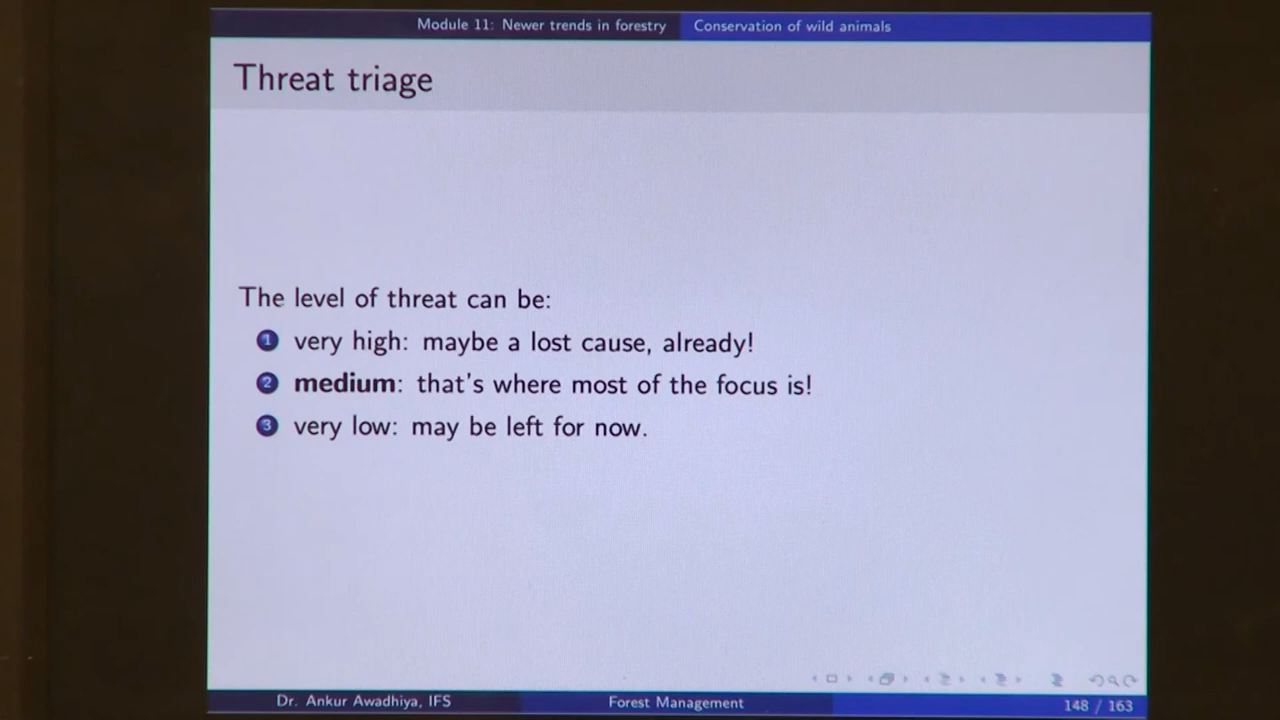 Module 11: Newer trends in forestry
Conservation of wild animals
Threat triage
The level of threat can be:
1 very high: maybe a lost cause, already!
2 medium: that's where most of the focus is!
3 very low: may be left for now.
Dr. Ankur Awadhiya, IFS
Forest Management
148 / 163